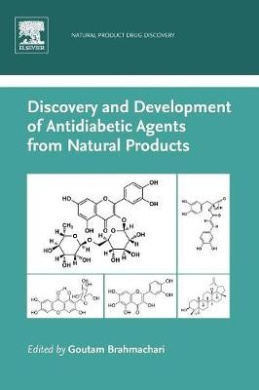 ELSEVIER
NATURAL PRODUCT DRUG DISCOVERY
Discovery and Development
of Antidiabetic Agents
from Natural Products
Edited by Goutam Brahmachari